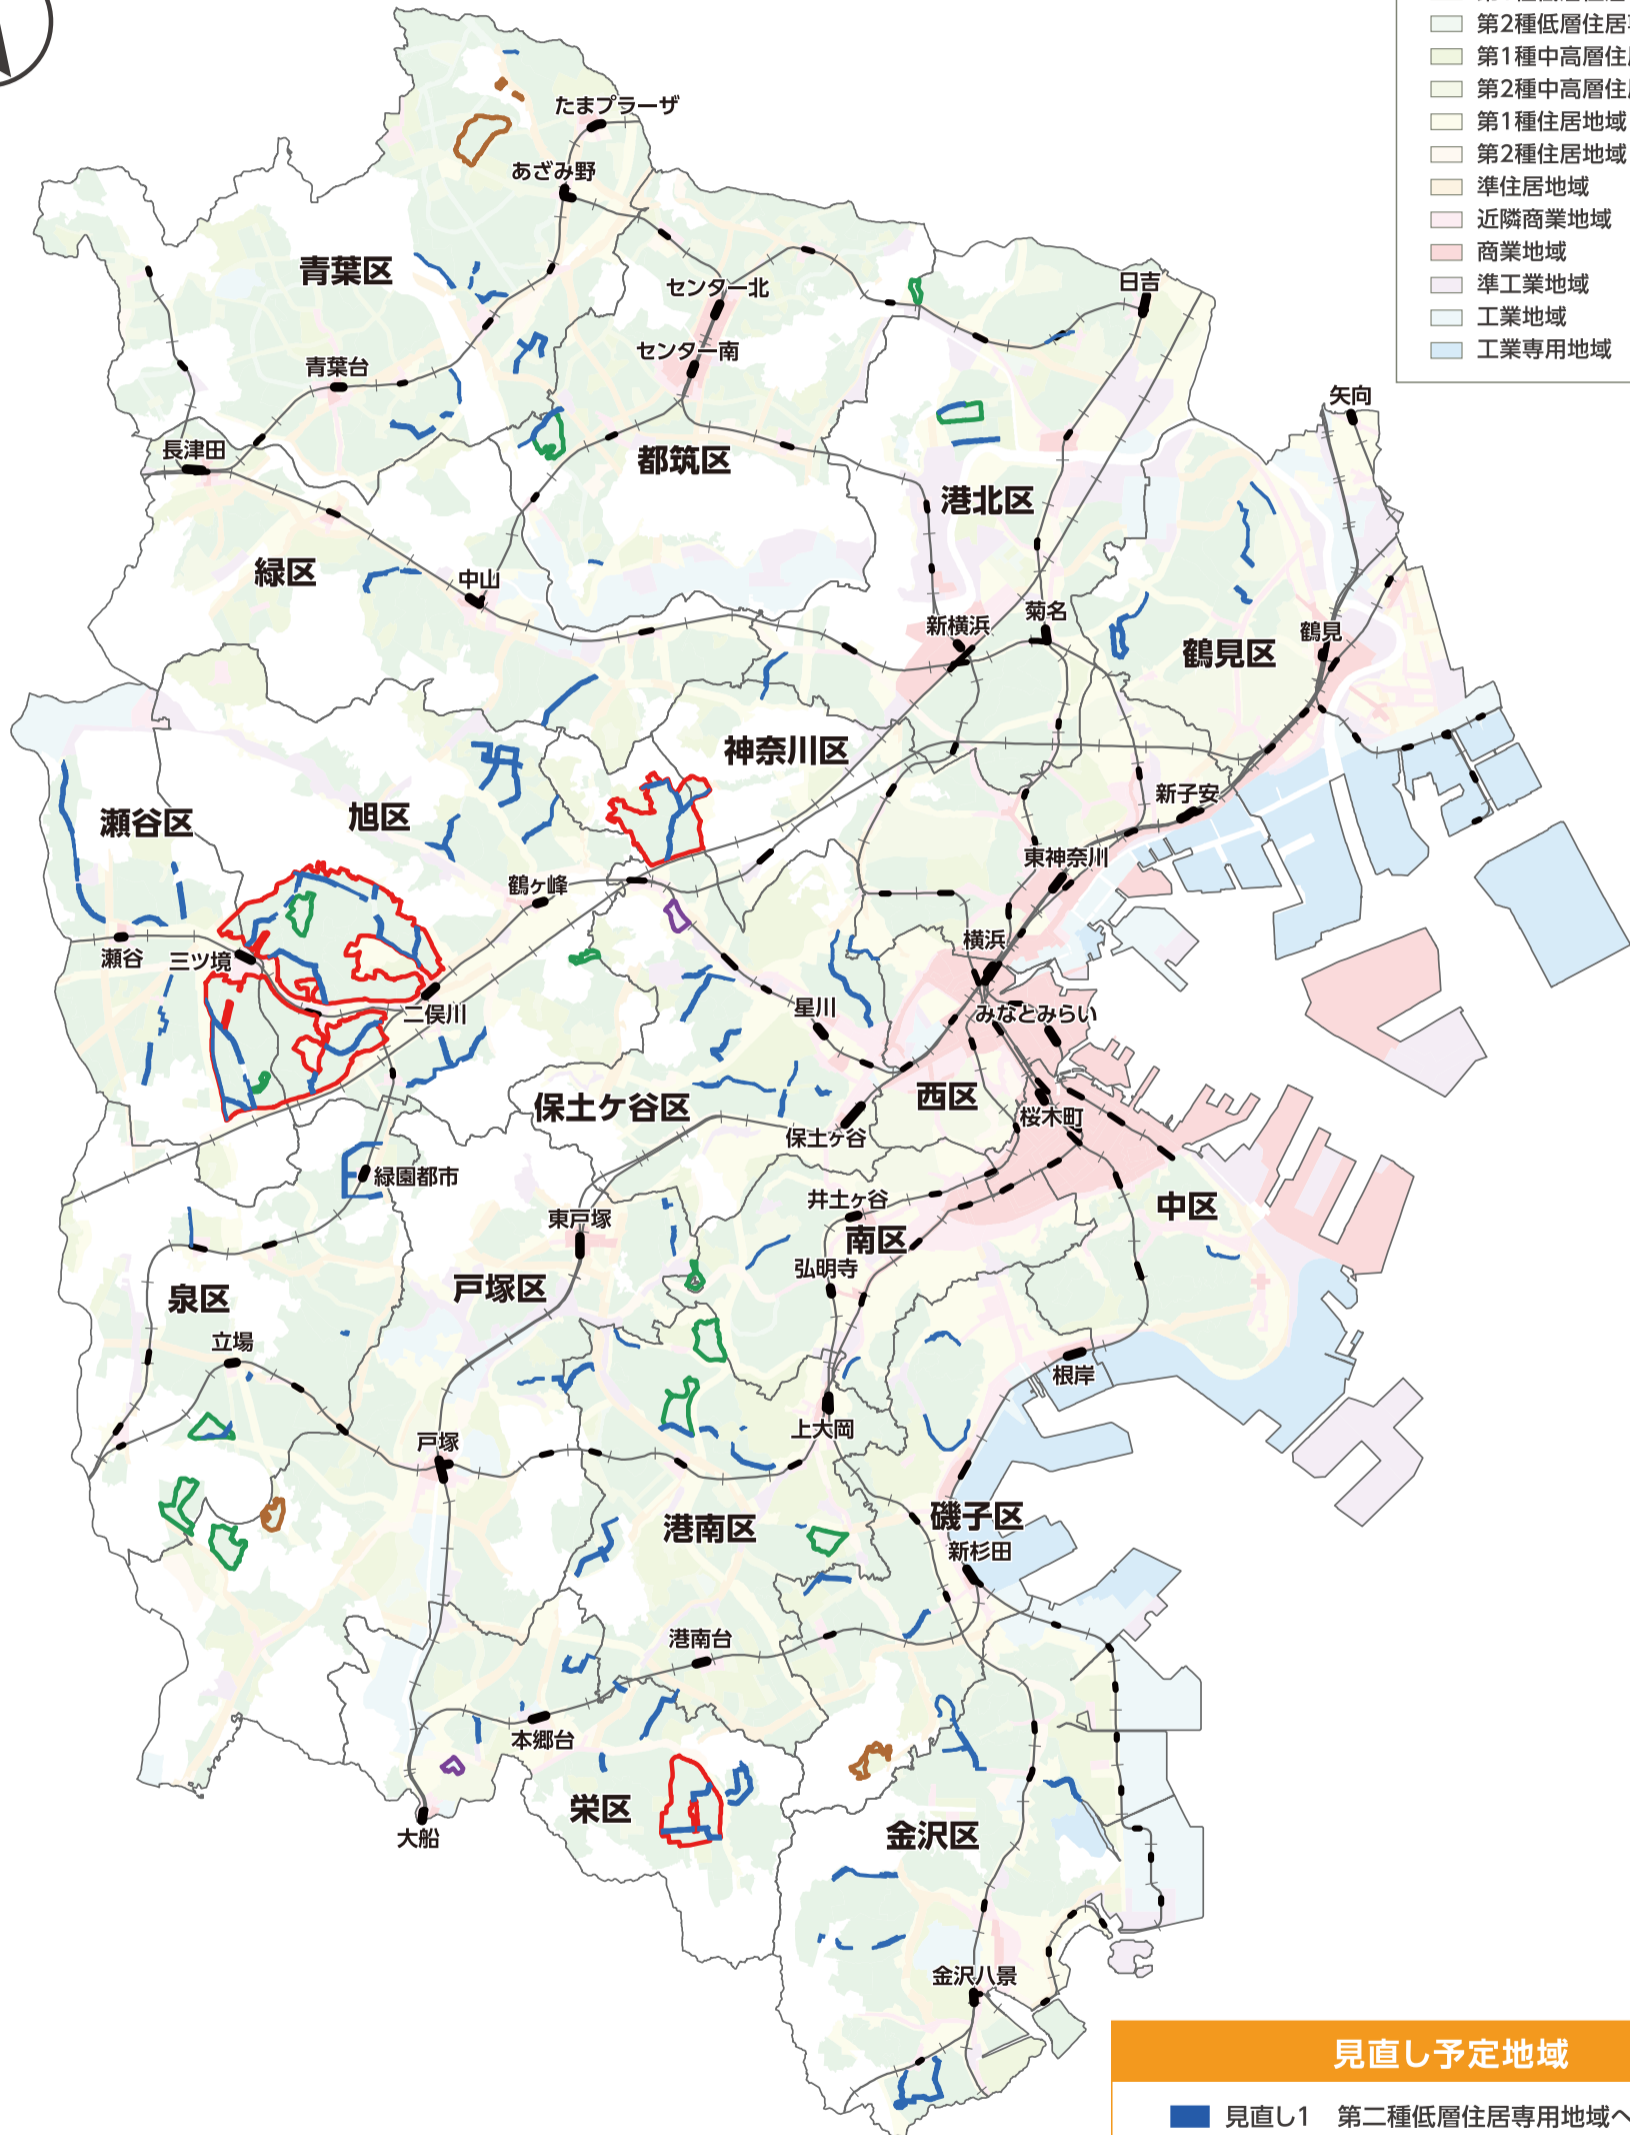 第2種低層住居
第1種中高層住
第2種中高層住
第1種住居地域
第2種住居地域
準住居地域
近隣商業地域
商業地域
準工業地域
工業地域
工業専用地域
たまプラーザ
あざみ野
青葉区
センター北
日吉
センター南
青葉台
矢向
長津田
都筑区
港北区
緑区
中山
菊名
新横浜
鶴見
鶴見区
神奈川区
新子安
瀬谷区
旭区
東神奈川
鶴ヶ峰
横浜
瀬谷
三ツ境
星川
二俣川
みなとみらい
西区
保土ケ谷区
桜木町
保土ヶ谷
緑園都市
井土ヶ谷
中区
東戸塚
南区
弘明寺
戸塚区
泉区
立場
根岸
上大岡
戸塚
磯子区
港南区
新杉田
港南台
本郷台
栄区
金沢区
大船
金沢八景
見直し予定地域
見直し1 第二種低層住居専用地域へ